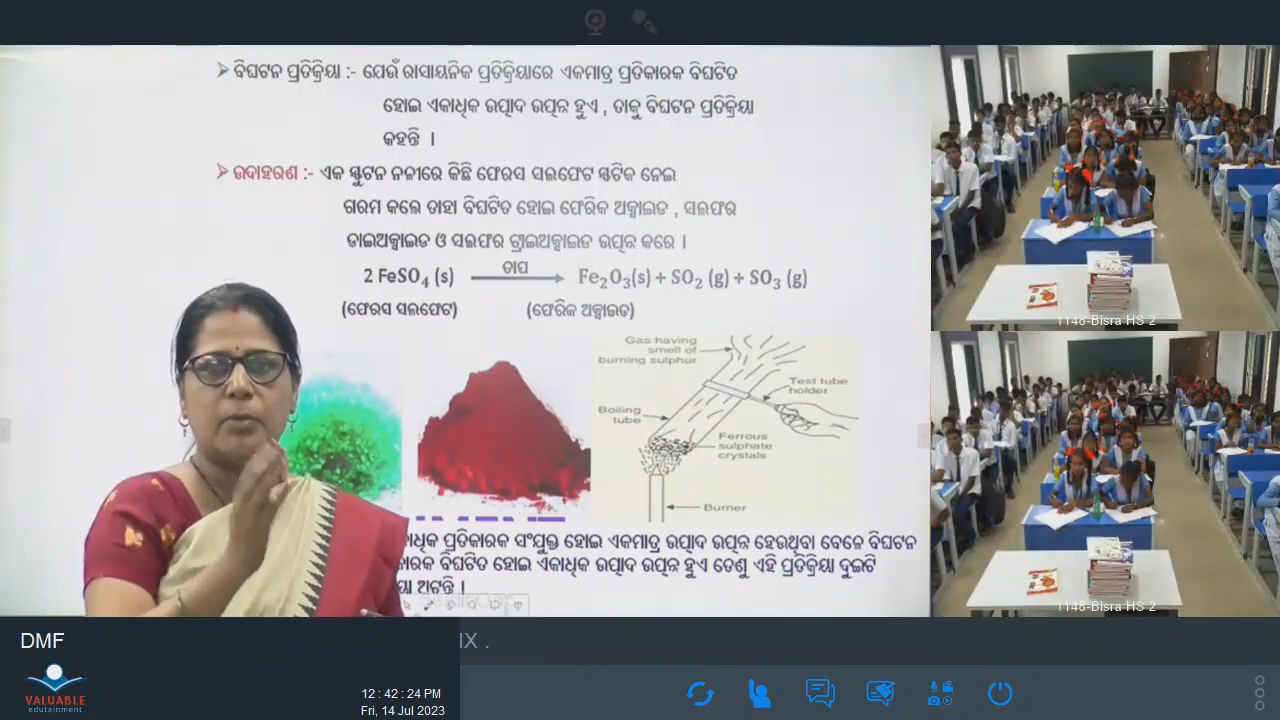 ➤ ବିଘଟନ ପ୍ରତିକ୍ରିୟା :- ଯେଉଁ ରାସାୟନିକ ପ୍ରତିକ୍ରିୟାରେ ଏକମାତ୍ର ପ୍ରତିକାରକ ବିଘଟିତ
ହୋଇ ଏକାଧିକ ଉତ୍ପାଦ ଉତ୍ପନ୍ନ ହୁଏ , ତାକୁ ବିଘଟନ ପ୍ରତିକ୍ରିୟା
କହନ୍ତି ।
➤ ଉଦାହରଣ :- ଏକ ସ୍ଫୁଟନ ନଳୀରେ କିଛି ଫେରସ ସଲଫେଟ ସ୍ଫଟିକ ନେଇ
ଗରମ କଲେ ତାହା ବିଘଟିତ ହୋଇ ଫେରିକ ଅକ୍ସାଇଡ , ସଲଫର
ଡାଇଅକ୍ସାଇଡ ଓ ସଲଫର ଟ୍ରାଇଅକ୍ସାଇଡ ଉତ୍ପନ୍ନ କରେ ।
2 FeSO₄ (s) ତାପ Fe₂O₃(s) + SO₂ (g) + SO₃ (g)
(ଫେରସ ସଲଫେଟ) (ଫେରିକ ଅକ୍ସାଇଡ)
Gas having
smell of
burning sulphur
Test tube
holder
Boiling
tube
Ferrous
sulphate
crystals
Burner
ପ୍ରତିକାରକ ସଂଯୁକ୍ତ ହୋଇ ଏକମାତ୍ର ଉତ୍ପାଦ ଉତ୍ପନ୍ନ ହେଉଥିବା ବେଳେ ବିଘଟନ
ବିଘଟିତ ହୋଇ ଏକାଧିକ ଉତ୍ପାଦ ଉତ୍ପନ୍ନ ହୁଏ ତେଣୁ ଏହି ପ୍ରତିକ୍ରିୟା ଦୁଇଟି
ଅଟନ୍ତି ।
1148-Bisra HS 2
1148-Bisra HS 2
DMF
IX .
VALUABLE
edutainment
12 : 42 : 24 PM
Fri, 14 Jul 2023